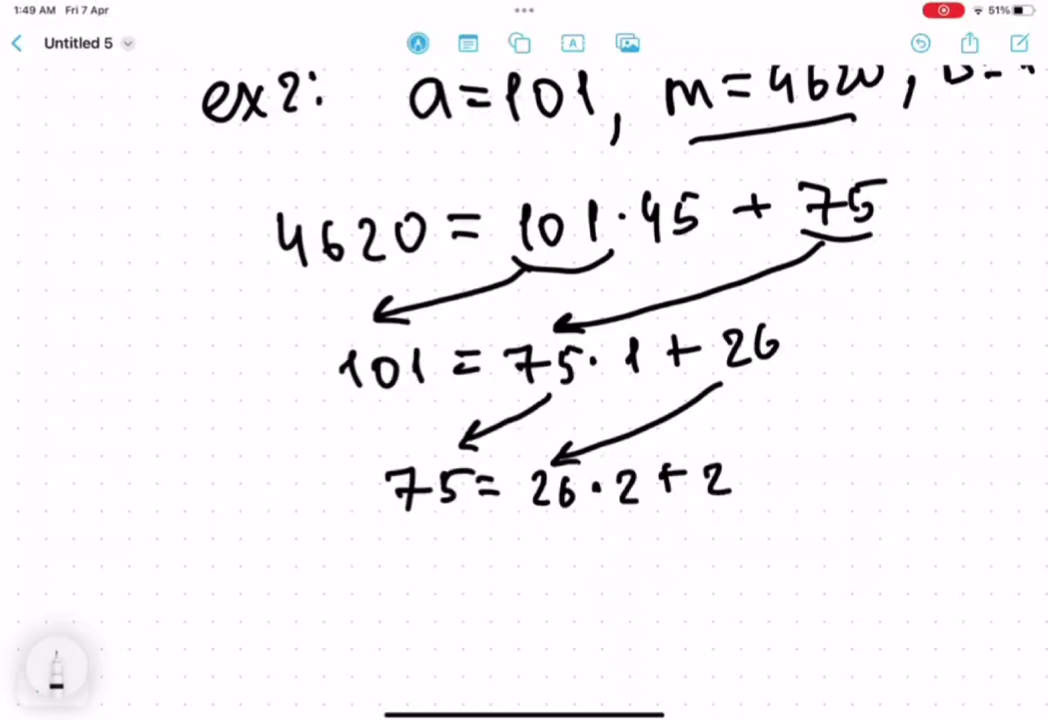 1:49 AM Fri 7 Apr
51%
Untitled 5
A
ex2: a=101, m=4620,
4620 = 101·45 + 75
101 = 75·1 + 26
75 = 26·2 + 2